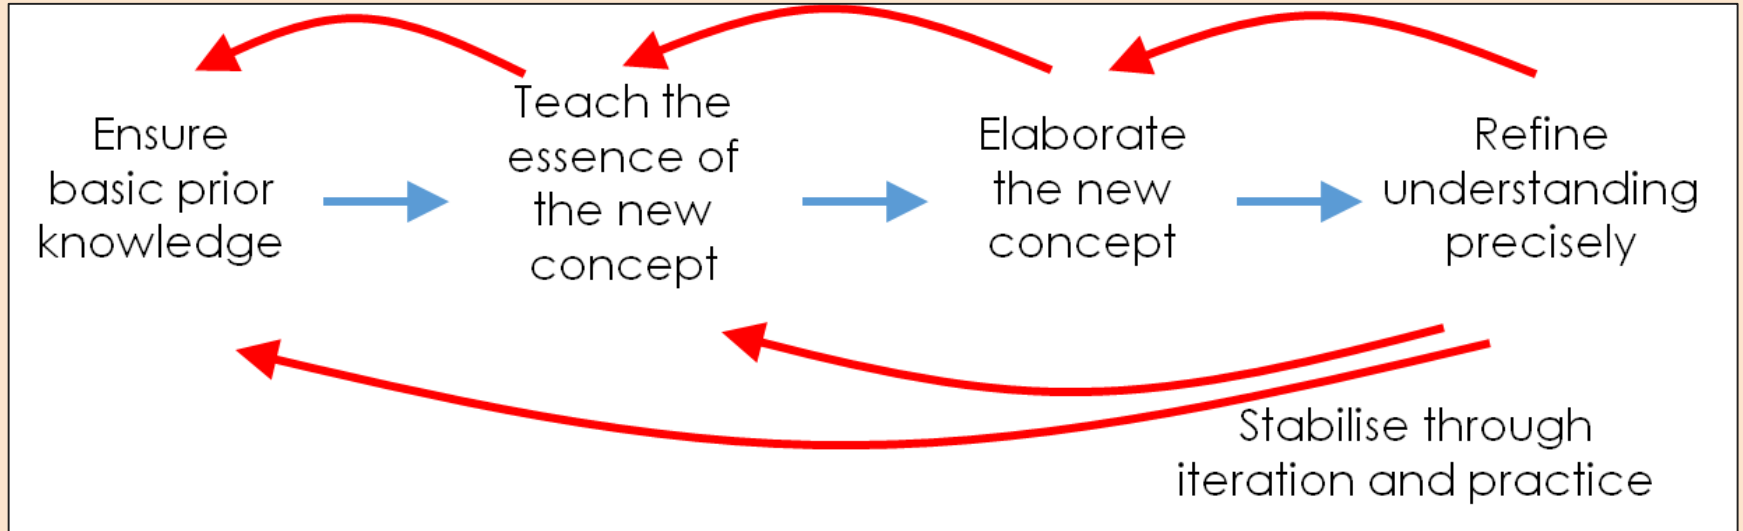 Ensure
basic prior
knowledge
Teach the
essence of
the new
concept
Elaborate
the new
concept
Refine
understanding
precisely
Stabilise through
iteration and practice